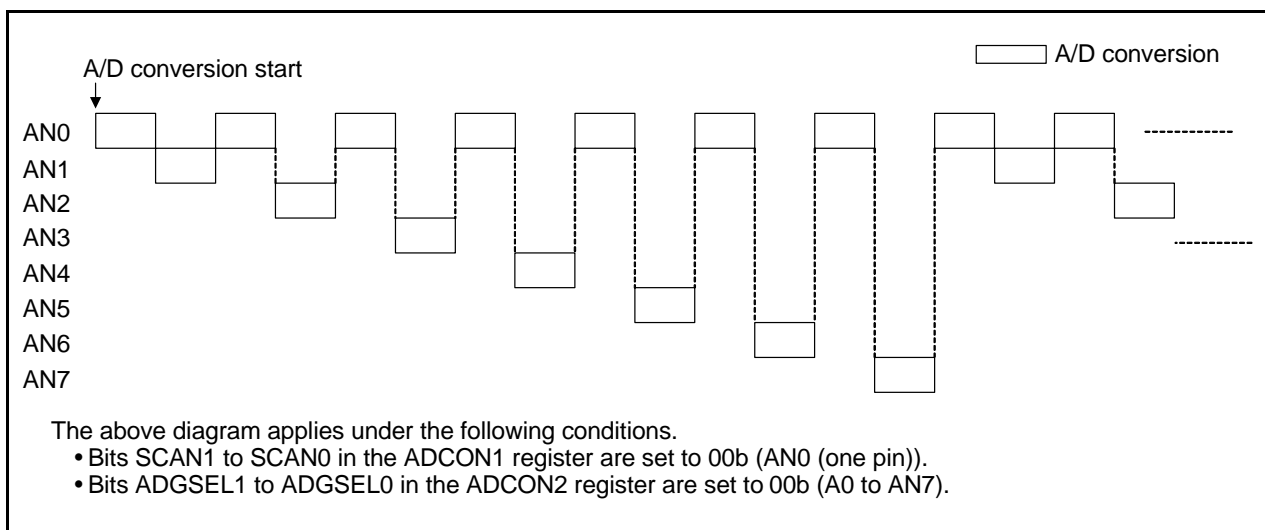 A/D conversion
A/D conversion start
AN0
AN1
AN2
AN3
AN4
AN5
AN6
AN7
The above diagram applies under the following conditions.
• Bits SCAN1 to SCAN0 in the ADCON1 register are set to 00b (AN0 (one pin)).
• Bits ADGSEL1 to ADGSEL0 in the ADCON2 register are set to 00b (A0 to AN7).